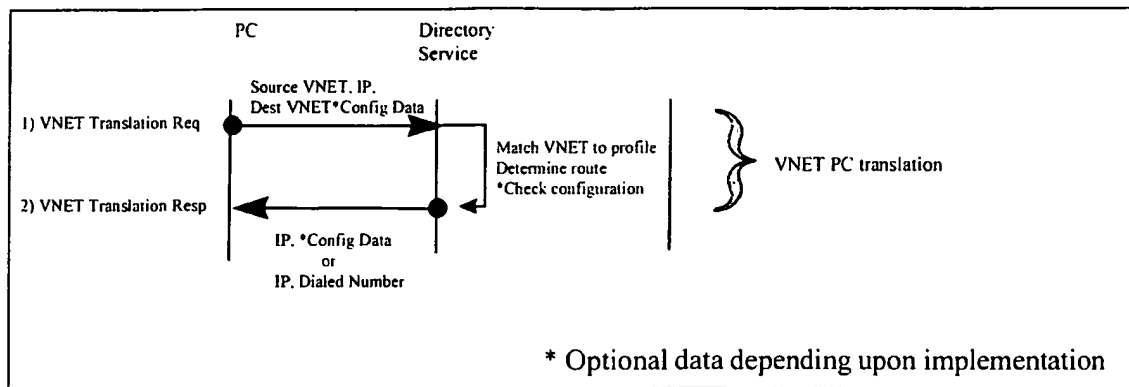 PC
Directory
Service
Source VNET, IP,
Dest VNET*Config Data
1) VNET Translation Req
Match VNET to profile
Determine route
*Check configuration
VNET PC translation
2) VNET Translation Resp
IP, *Config Data
or
IP, Dialed Number
* Optional data depending upon implementation